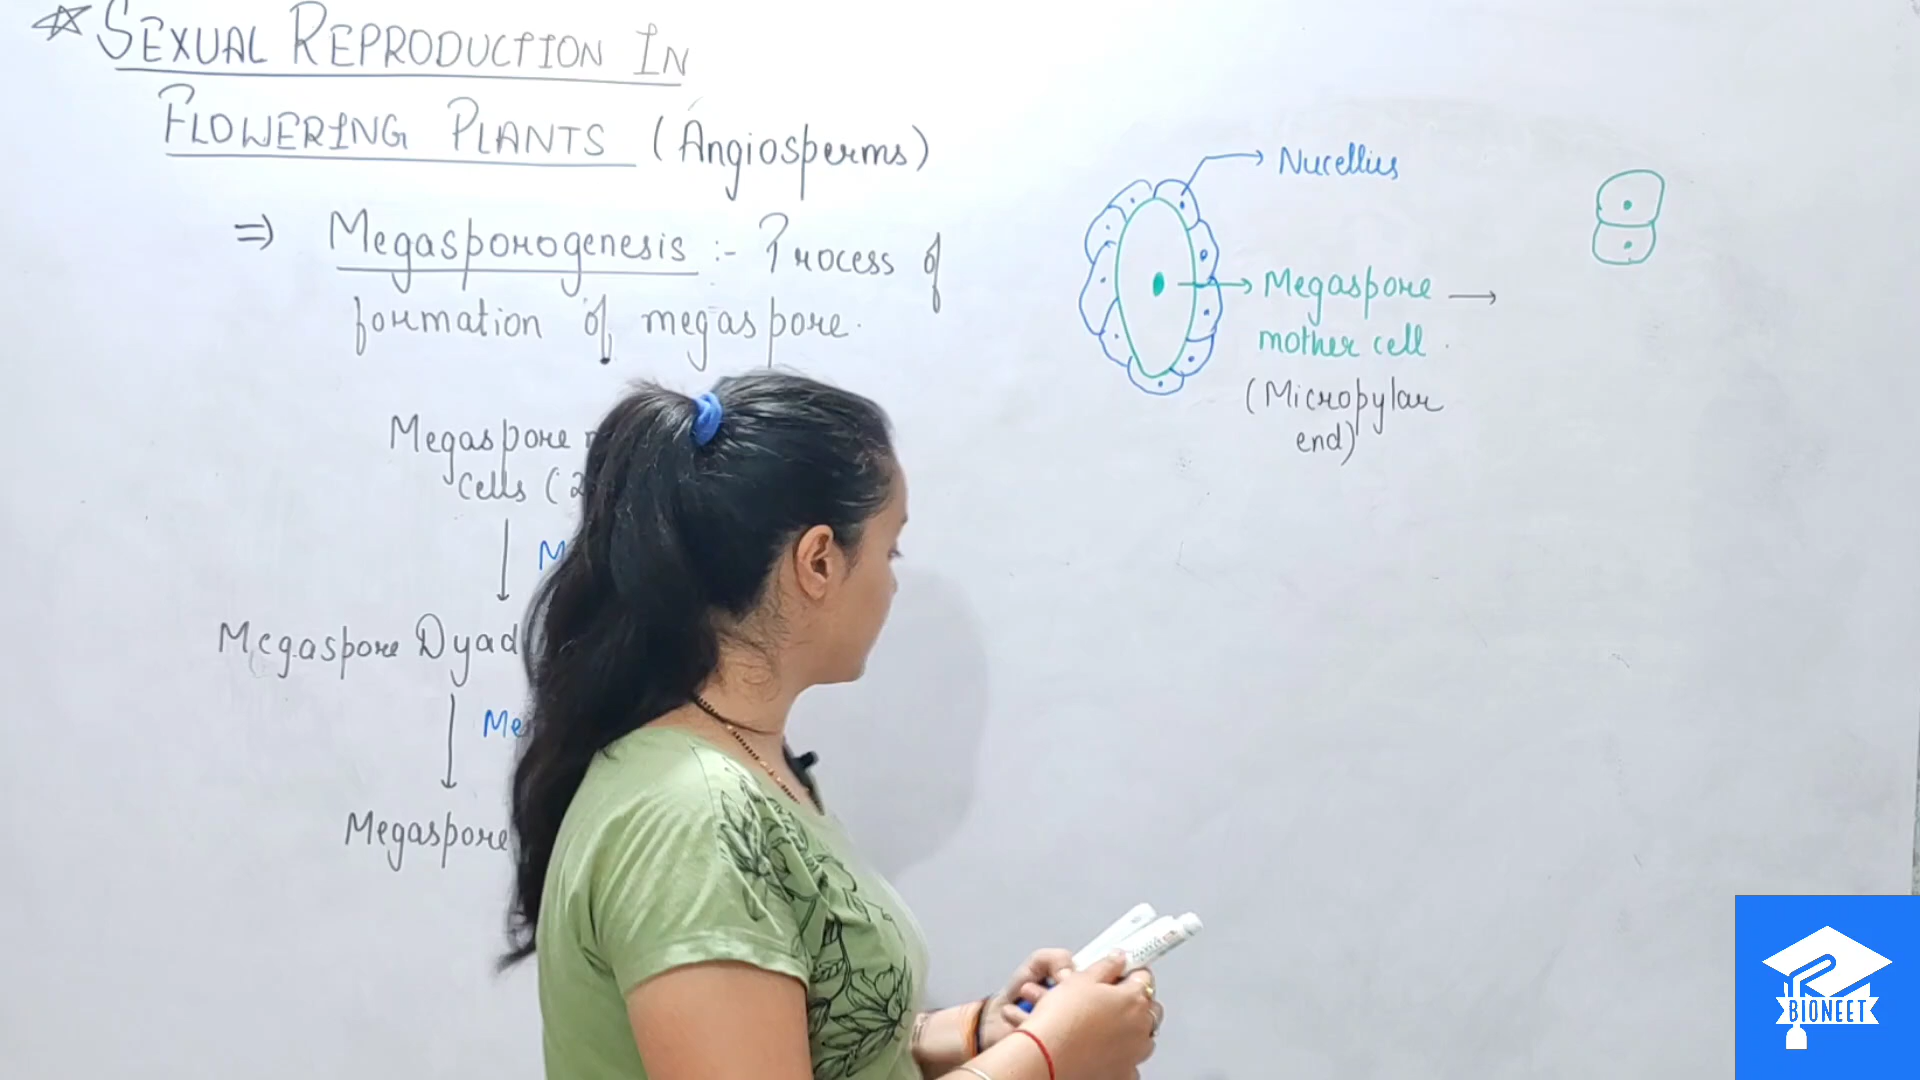 SEXUAL REPRODUCTION IN
FLOWERING PLANTS (Angiosperms)
=> Megasporogenesis :- Process of
formation of megaspore.
Megaspore
Cells (2
Megaspore Dyad
Megaspore
Nucellus
Megaspore →
mother cell
(Micropylar
end)
BIONEET